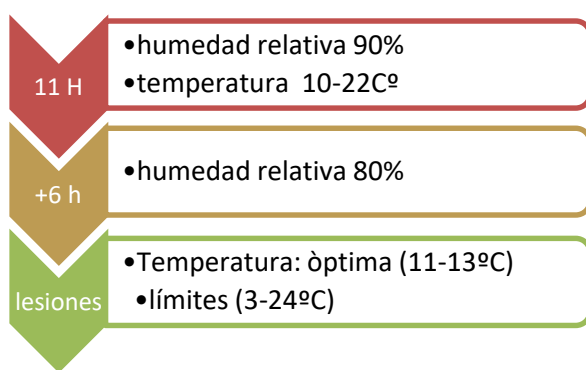 11 H
•humedad relativa 90%
•temperatura  10-22Cº
+6 h
•humedad relativa 80%
lesiones
•Temperatura: òptima (11-13ºC)
•límites (3-24ºC)